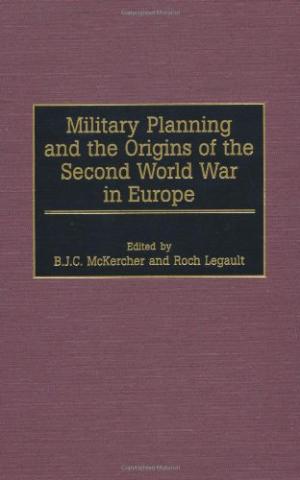 Military Planning
and the Origins of the
Second World War
in Europe
Edited by
B.J.C. McKercher and Roch Legault